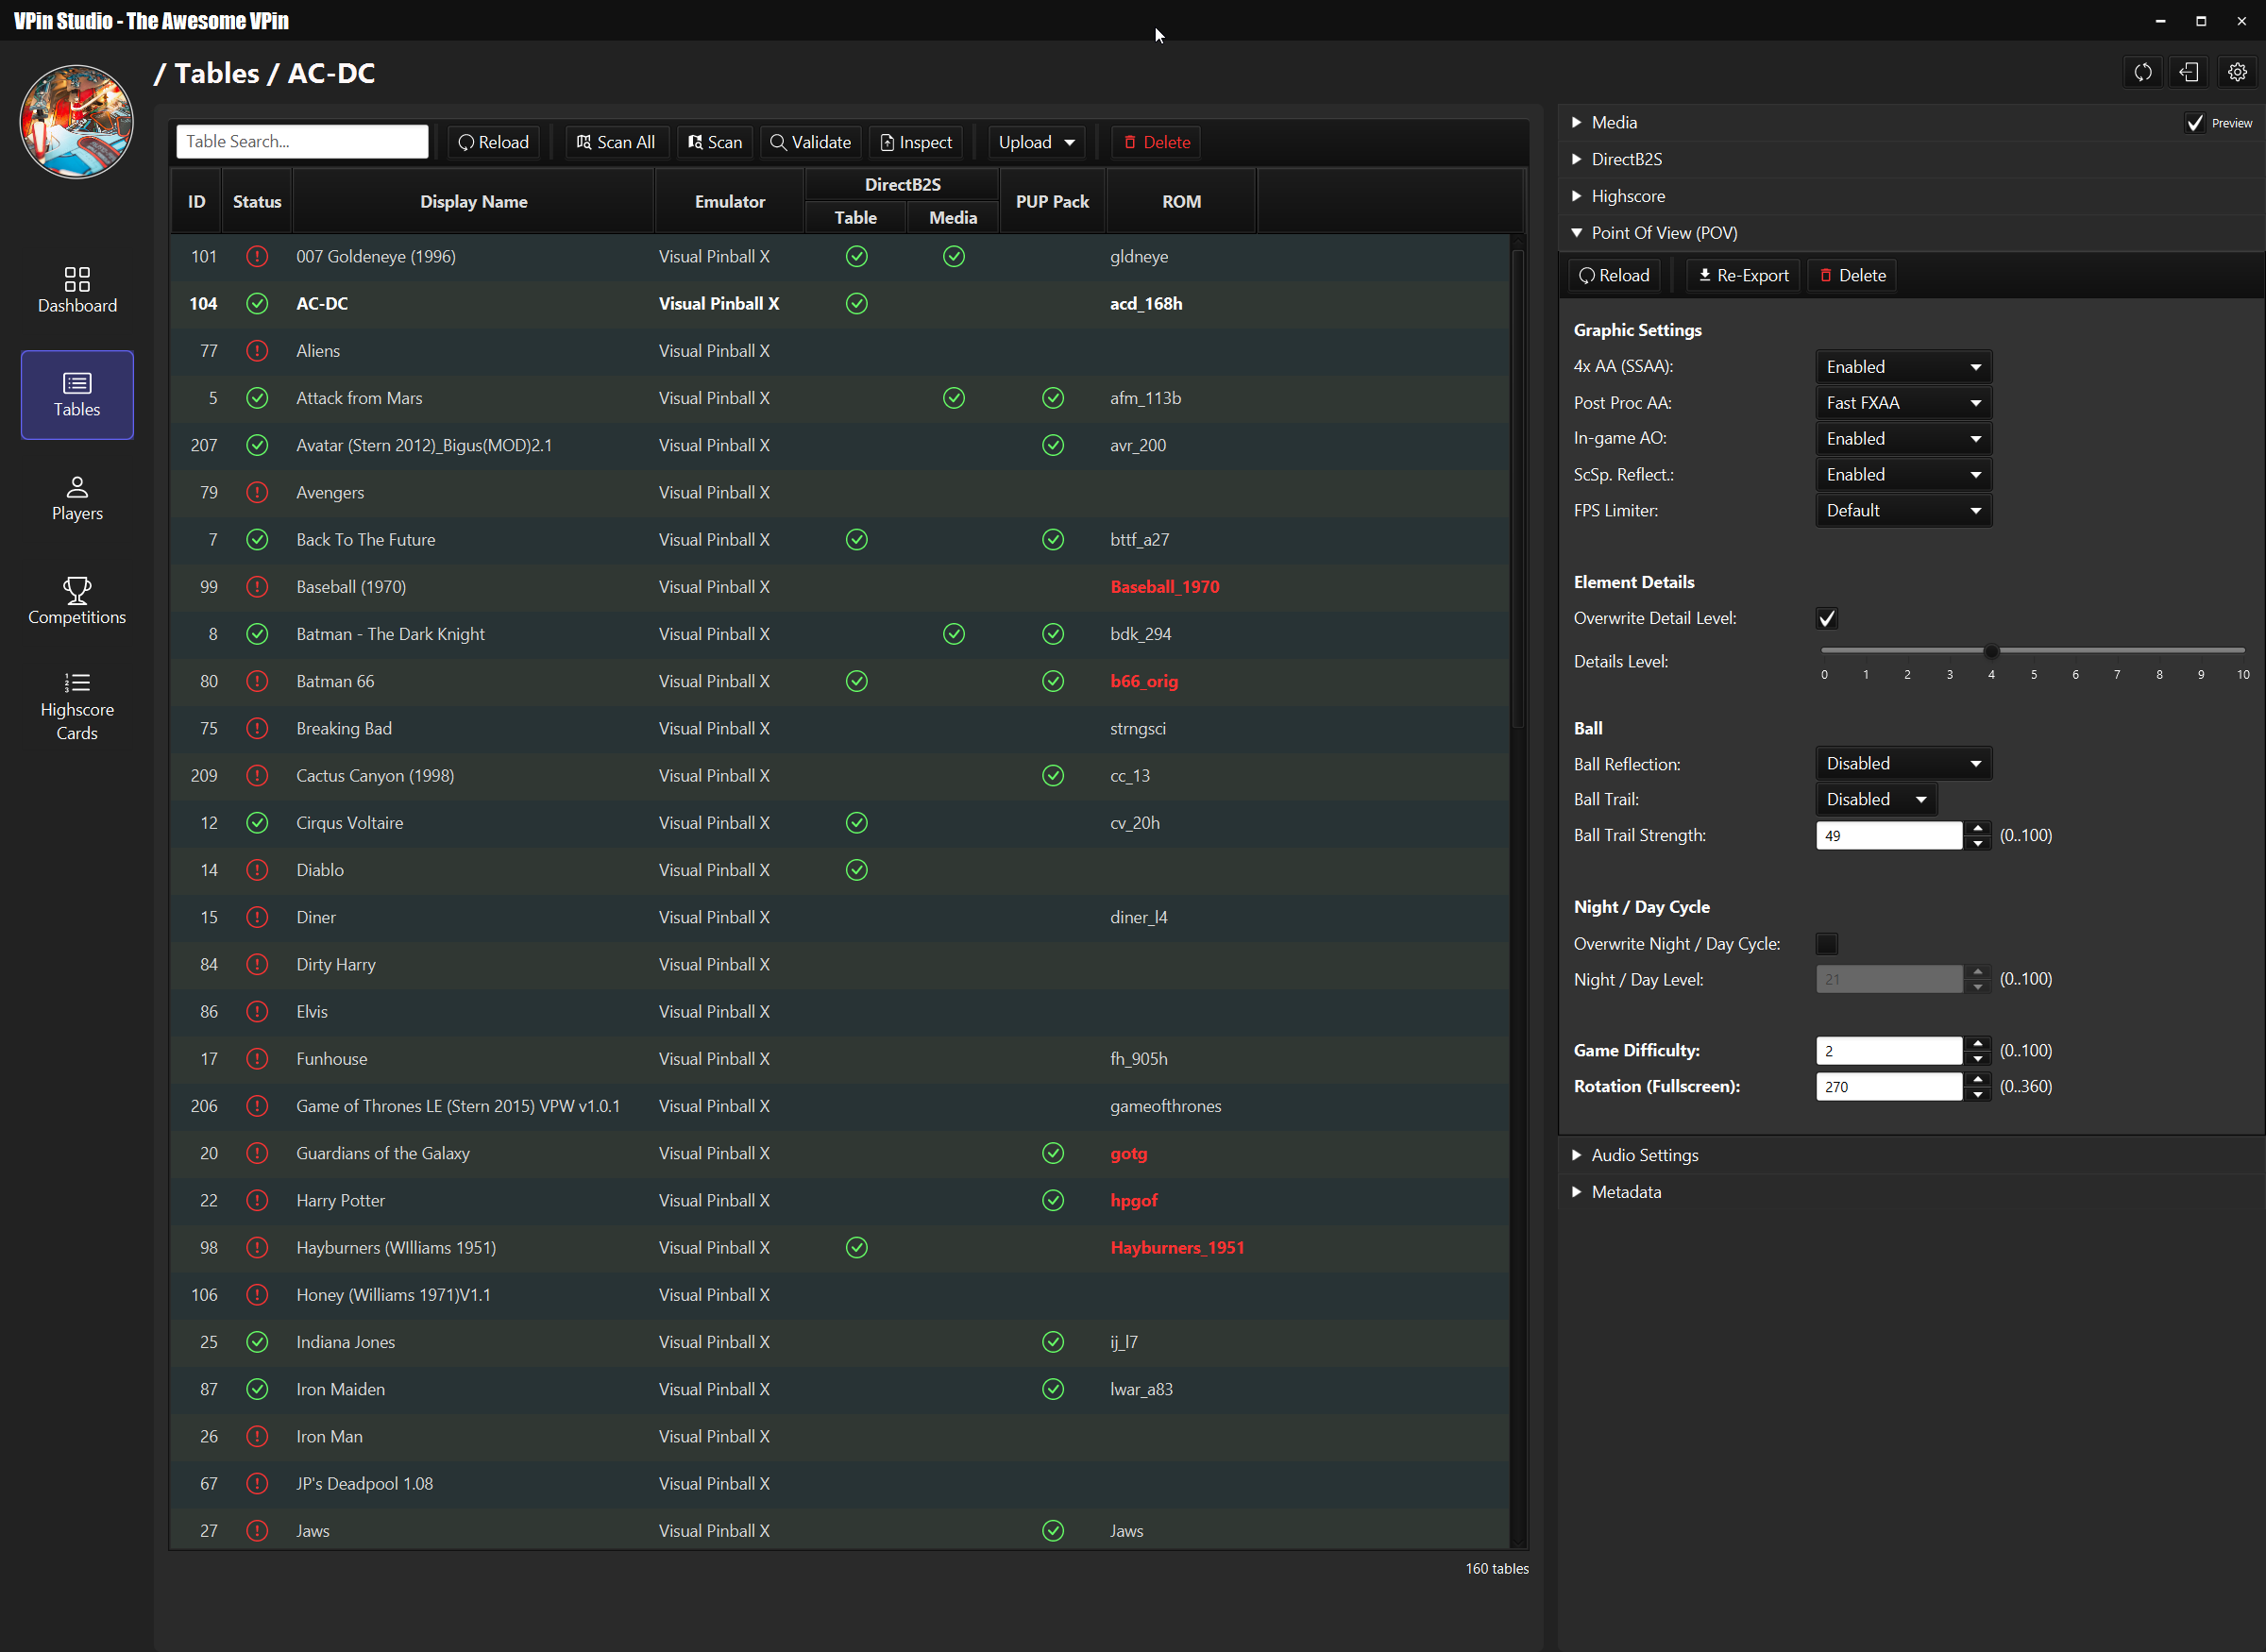 VPin Studio - The Awesome VPin
/ Tables / AC-DC
Dashboard
Tables
Players
Competitions
1
2
3
Highscore
Cards
Table Search...
Reload
Scan All
Scan
Validate
Inspect
Upload
Delete
ID Status Display Name Emulator DirectB2S PUP Pack ROM
Table Media
101 007 Goldeneye (1996) Visual Pinball X gldneye
104 AC-DC Visual Pinball X acd_168h
77 Aliens Visual Pinball X
5 Attack from Mars Visual Pinball X afm_113b
207 Avatar (Stern 2012)_Bigus(MOD)2.1 Visual Pinball X avr_200
79 Avengers Visual Pinball X
7 Back To The Future Visual Pinball X bttf_a27
99 Baseball (1970) Visual Pinball X Baseball_1970
8 Batman - The Dark Knight Visual Pinball X bdk_294
80 Batman 66 Visual Pinball X b66_orig
75 Breaking Bad Visual Pinball X strngsci
209 Cactus Canyon (1998) Visual Pinball X cc_13
12 Cirqus Voltaire Visual Pinball X cv_20h
14 Diablo Visual Pinball X
15 Diner Visual Pinball X diner_l4
84 Dirty Harry Visual Pinball X
86 Elvis Visual Pinball X
17 Funhouse Visual Pinball X fh_905h
206 Game of Thrones LE (Stern 2015) VPW v1.0.1 Visual Pinball X gameofthrones
20 Guardians of the Galaxy Visual Pinball X gotg
22 Harry Potter Visual Pinball X hpgof
98 Hayburners (WIlliams 1951) Visual Pinball X Hayburners_1951
106 Honey (Williams 1971)V1.1 Visual Pinball X
25 Indiana Jones Visual Pinball X ij_l7
87 Iron Maiden Visual Pinball X lwar_a83
26 Iron Man Visual Pinball X
67 JP's Deadpool 1.08 Visual Pinball X
27 Jaws Visual Pinball X Jaws
160 tables
Media
Preview
DirectB2S
Highscore
Point Of View (POV)
Reload
Re-Export
Delete
Graphic Settings
4x AA (SSAA): Enabled
Post Proc AA: Fast FXAA
In-game AO: Enabled
ScSp. Reflect.: Enabled
FPS Limiter: Default
Element Details
Overwrite Detail Level:
Details Level:
0 1 2 3 4 5 6 7 8 9 10
Ball
Ball Reflection: Disabled
Ball Trail: Disabled
Ball Trail Strength: 49 (0..100)
Night / Day Cycle
Overwrite Night / Day Cycle:
Night / Day Level: 21 (0..100)
Game Difficulty: 2 (0..100)
Rotation (Fullscreen): 270 (0..360)
Audio Settings
Metadata